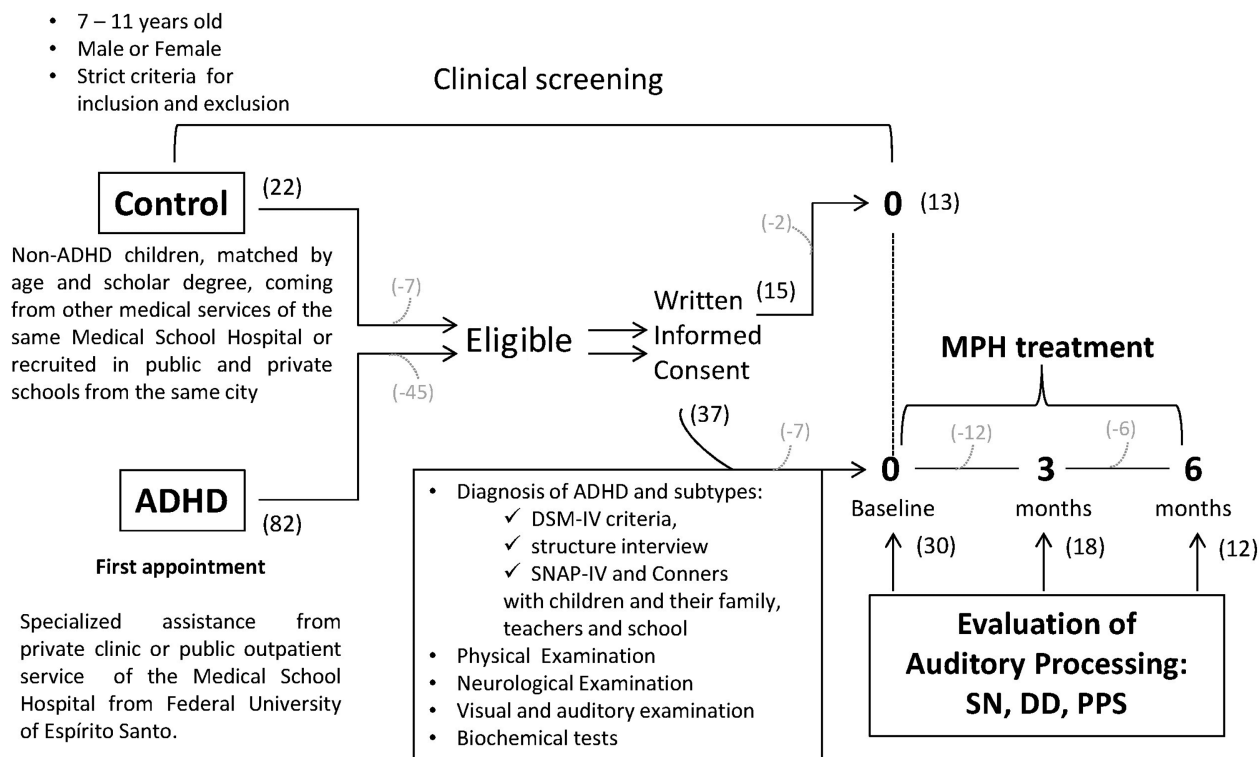 • 7 – 11 years old
• Male or Female
• Strict criteria for
inclusion and exclusion
Clinical screening
Control
(22)
Non-ADHD children, matched by
age and scholar degree, coming
from other medical services of the
same Medical School Hospital or
recruited in public and private
schools from the same city
(-7)
(-45)
Eligible
Written
Informed
Consent
(15)
(-2)
0 (13)
(37)
(-7)
ADHD
(82)
First appointment
Specialized assistance from
private clinic or public outpatient
service of the Medical School
Hospital from Federal University
of Espírito Santo.
• Diagnosis of ADHD and subtypes:
✓ DSM-IV criteria,
✓ structure interview
✓ SNAP-IV and Conners
with children and their family,
teachers and school
• Physical Examination
• Neurological Examination
• Visual and auditory examination
• Biochemical tests
MPH treatment
(-12)
(-6)
0 3 6
Baseline months months
(30) (18) (12)
Evaluation of
Auditory Processing:
SN, DD, PPS